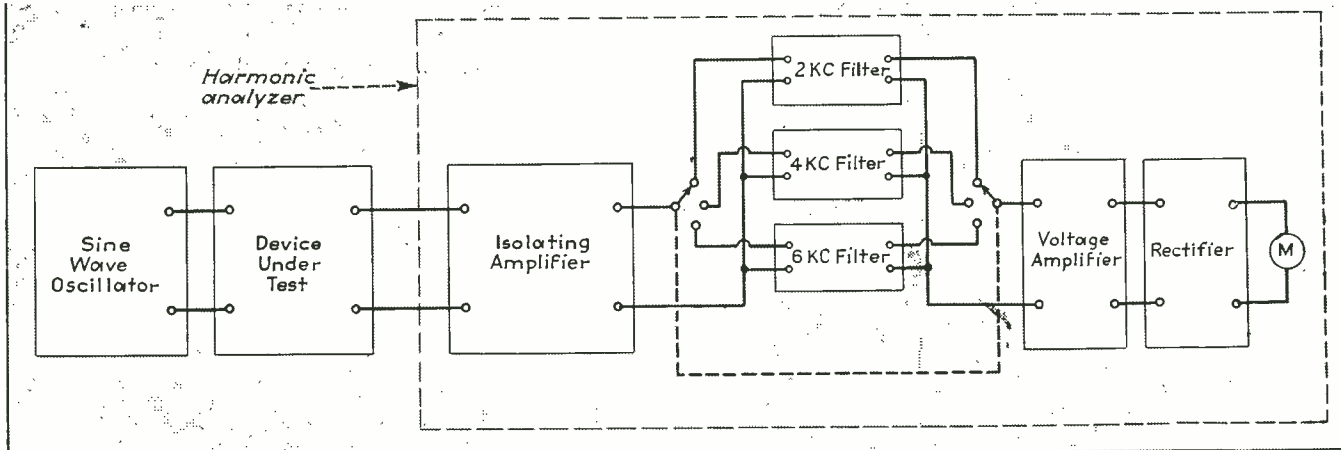 Harmonic
analyzer
Sine
Wave
Oscillator
Device
Under
Test
Isolating
Amplifier
2 KC Filter
4 KC Filter
6 KC Filter
Voltage
Amplifier
Rectifier
M